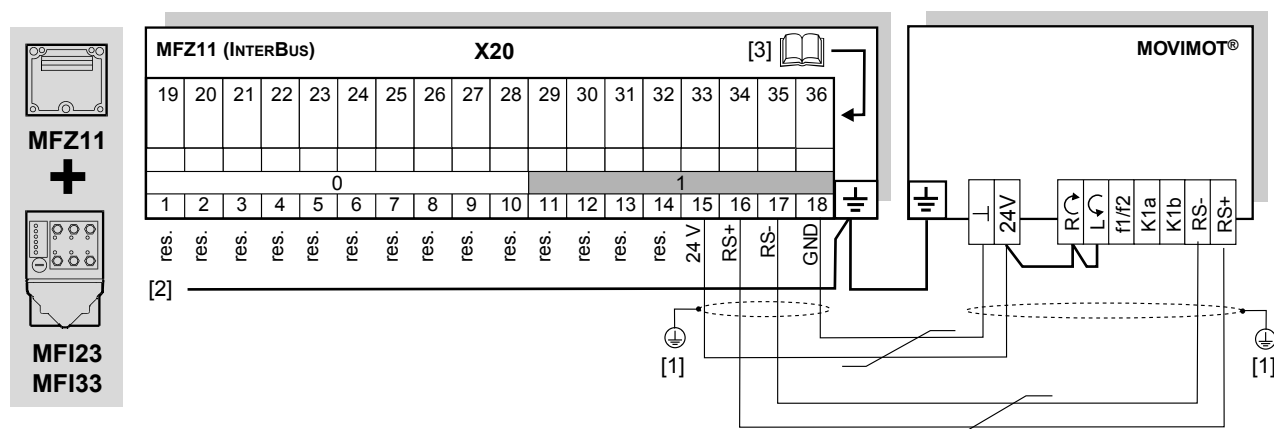 MFZ11 (INTERBUS) X20 [3] MOVIMOT®
19 20 21 22 23 24 25 26 27 28 29 30 31 32 33 34 35 36
MFZ11
+
0 1
1 2 3 4 5 6 7 8 9 10 11 12 13 14 15 16 17 18
⊥ 24V R L f1/f2 K1a K1b RS- RS+
res. res. res. res. res. res. res. res. res. res. res. res. res. res. 24 V RS+ RS- GND
[2]
MFI23
MFI33
[1] [1]